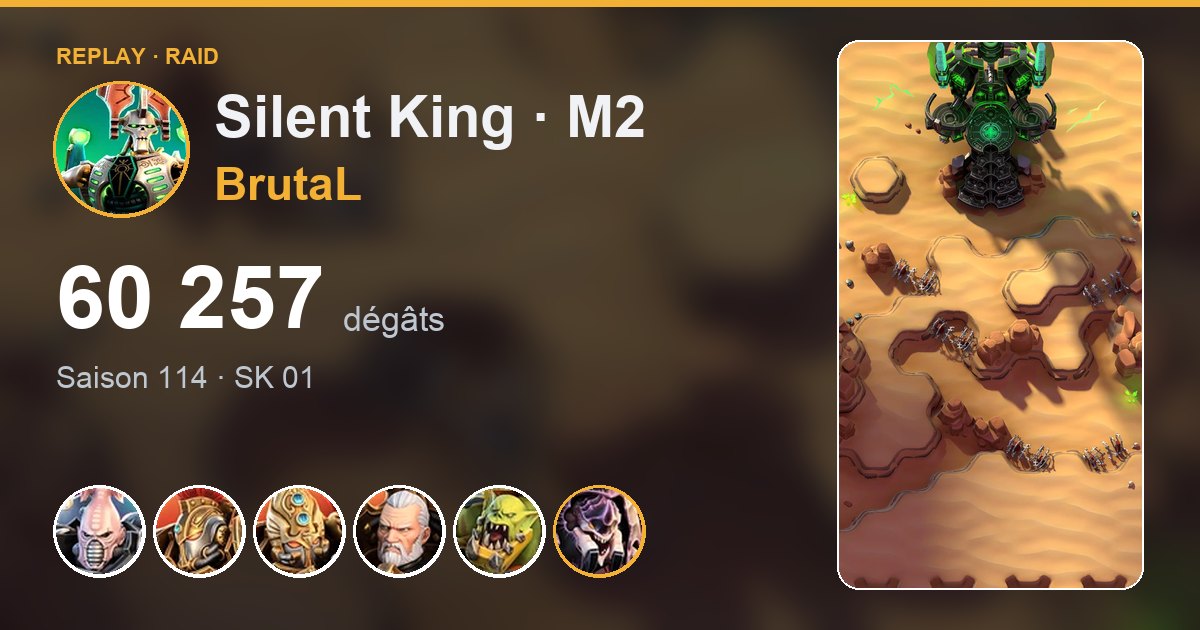 REPLAY · RAID
Silent King · M2
BrutaL
60 257 dégâts
Saison 114 · SK 01